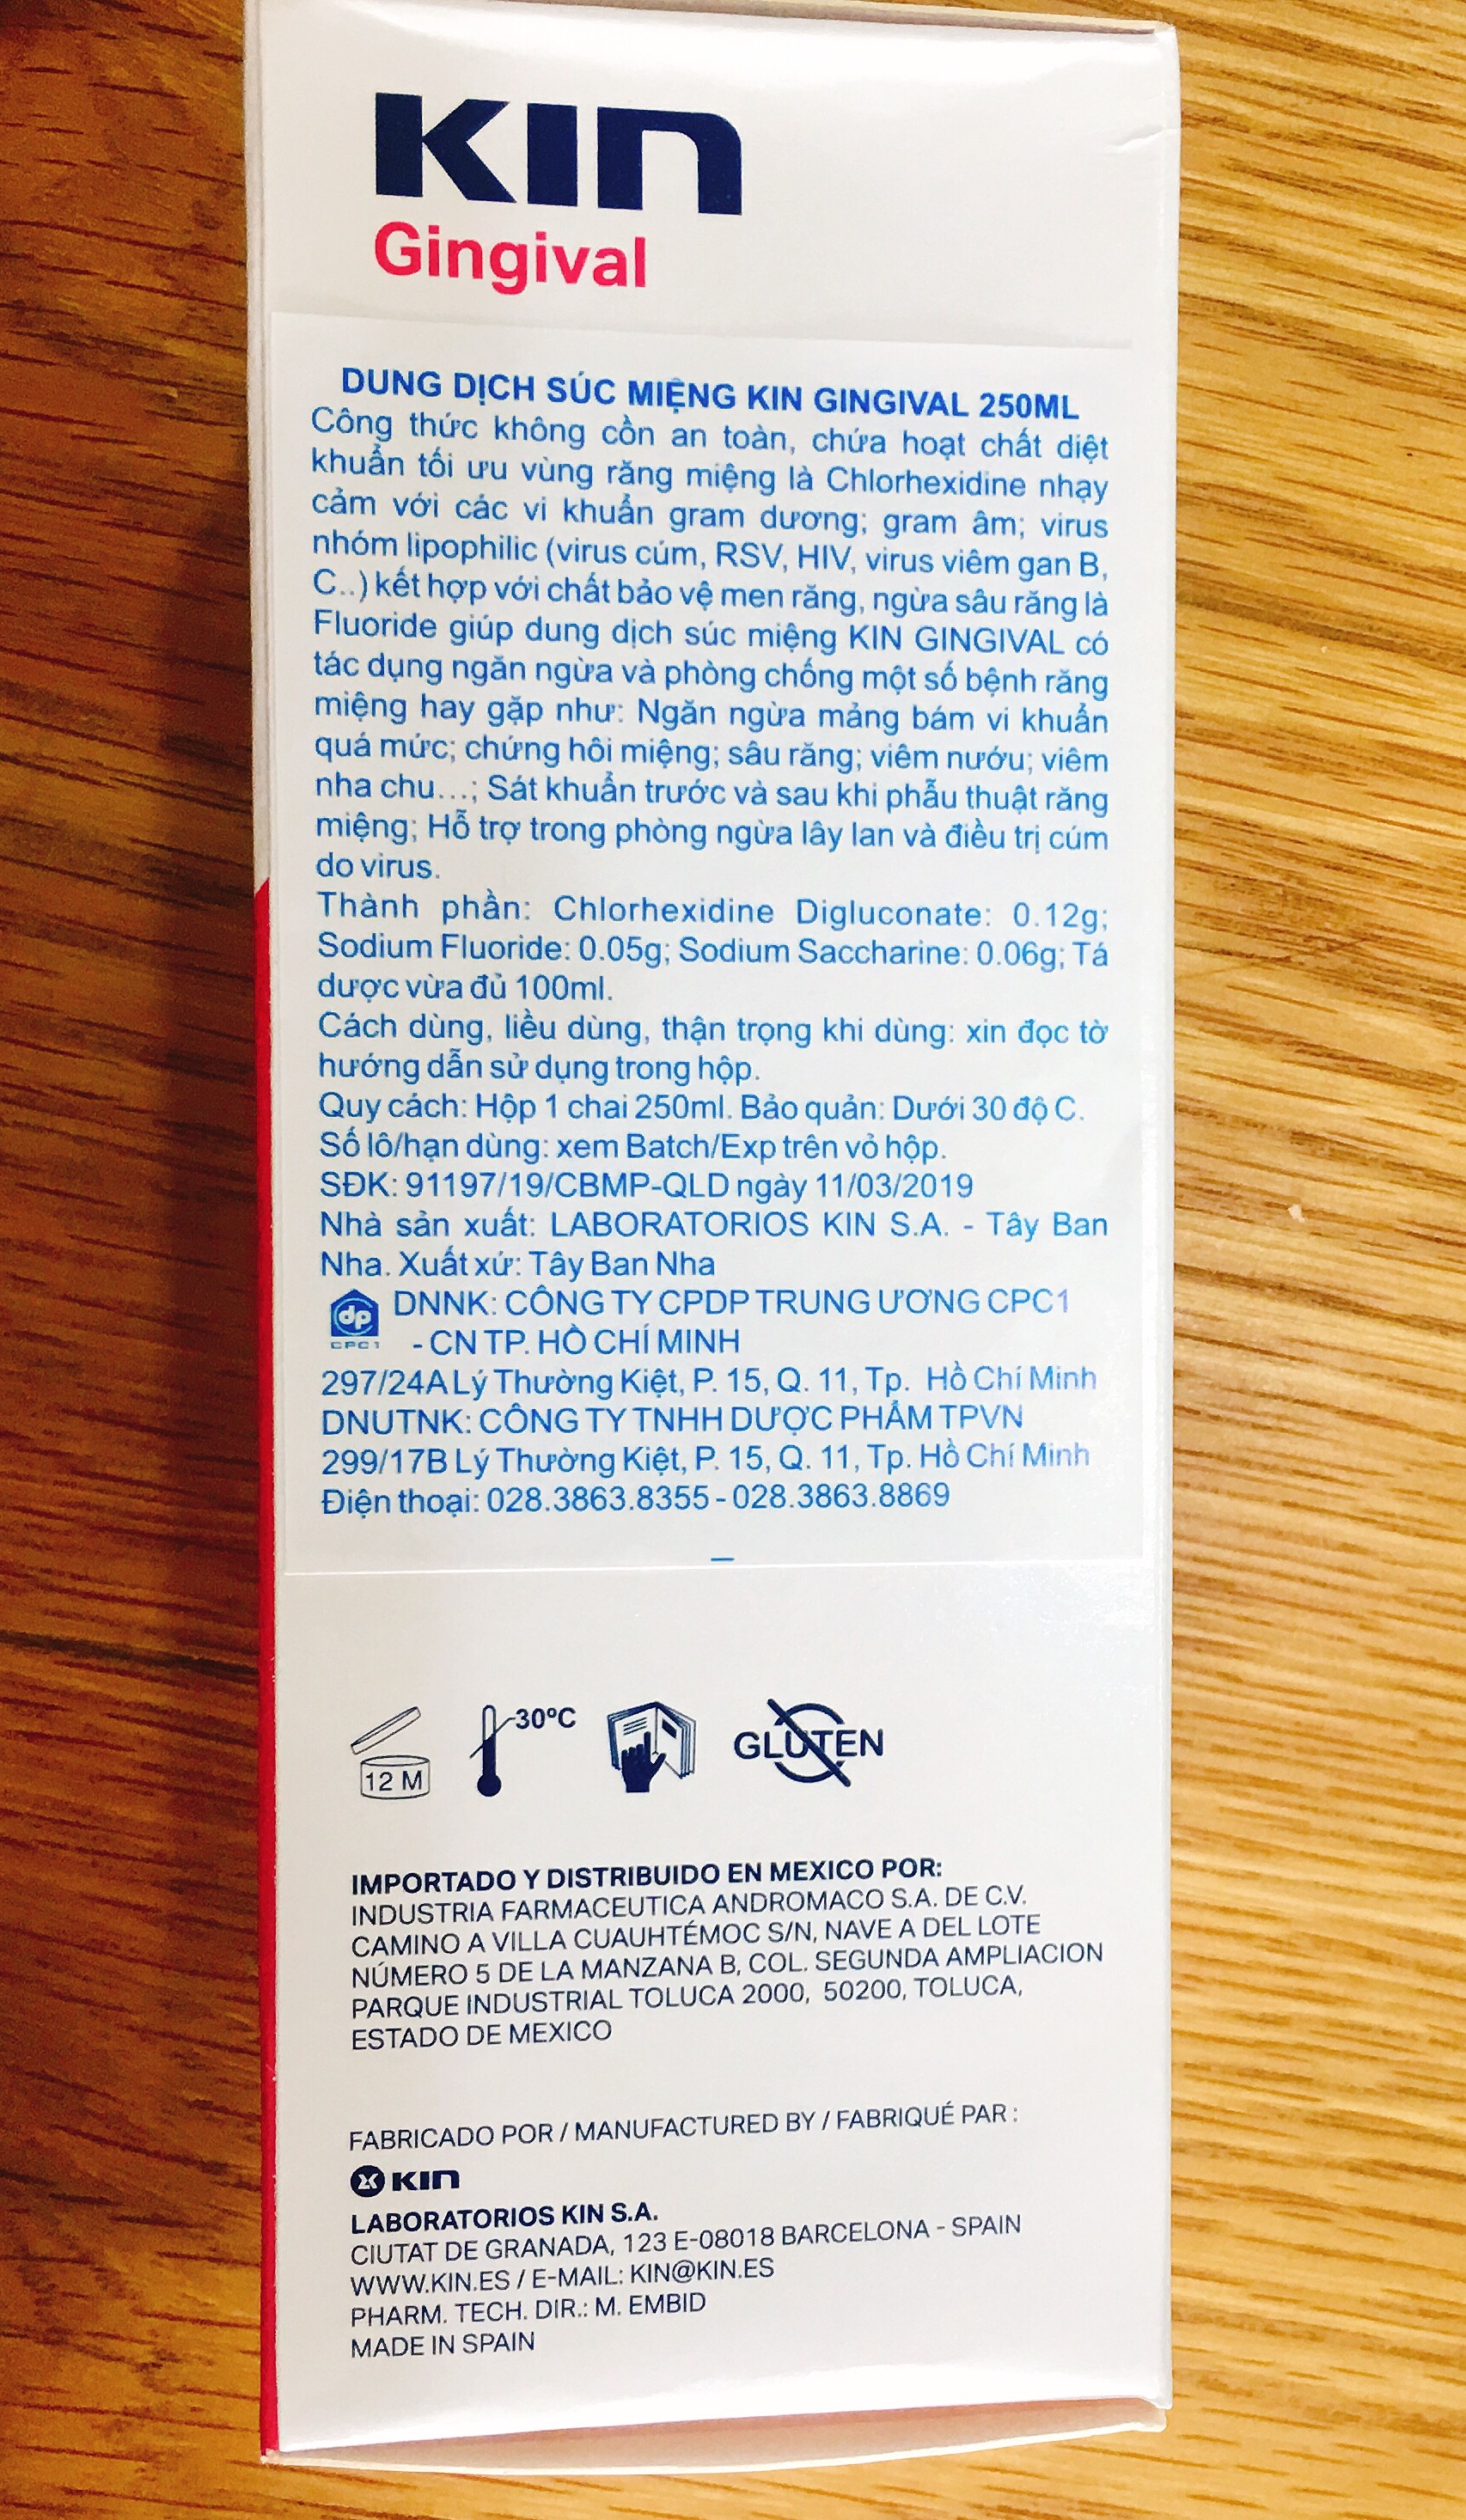 KIN
Gingival
DUNG DỊCH SÚC MIỆNG KIN GINGIVAL 250ML
Công thức không cồn an toàn, chứa hoạt chất diệt
khuẩn tối ưu vùng răng miệng là Chlorhexidine nhạy
cảm với các vi khuẩn gram dương; gram âm; virus
nhóm lipophilic (virus cúm, RSV, HIV, virus viêm gan B,
C..) kết hợp với chất bảo vệ men răng, ngừa sâu răng là
Fluoride giúp dung dịch súc miệng KIN GINGIVAL có
tác dụng ngăn ngừa và phòng chống một số bệnh răng
miệng hay gặp như: Ngăn ngừa mảng bám vi khuẩn
quá mức; chứng hôi miệng; sâu răng; viêm nướu; viêm
nha chu...; Sát khuẩn trước và sau khi phẫu thuật răng
miệng; Hỗ trợ trong phòng ngừa lây lan và điều trị cúm
do virus.
Thành phần: Chlorhexidine Digluconate: 0.12g;
Sodium Fluoride: 0.05g; Sodium Saccharine: 0.06g; Tá
dược vừa đủ 100ml.
Cách dùng, liều dùng, thận trọng khi dùng: xin đọc tờ
hướng dẫn sử dụng trong hộp.
Quy cách: Hộp 1 chai 250ml. Bảo quản: Dưới 30 độ C.
Số lô/hạn dùng: xem Batch/Exp trên vỏ hộp.
SĐK: 91197/19/CBMP-QLD ngày 11/03/2019
Nhà sản xuất: LABORATORIOS KIN S.A. - Tây Ban
Nha. Xuất xứ: Tây Ban Nha
dp CPC1
DNNK: CÔNG TY CPDP TRUNG ƯƠNG CPC1
- CN TP. HỒ CHÍ MINH
297/24A Lý Thường Kiệt, P. 15, Q. 11, Tp. Hồ Chí Minh
DNUTNK: CÔNG TY TNHH DƯỢC PHẨM TPVN
299/17B Lý Thường Kiệt, P. 15, Q. 11, Tp. Hồ Chí Minh
Điện thoại: 028.3863.8355 - 028.3863.8869
12 M 30ºC GLUTEN
IMPORTADO Y DISTRIBUIDO EN MEXICO POR:
INDUSTRIA FARMACEUTICA ANDROMACO S.A. DE C.V.
CAMINO A VILLA CUAUHTÉMOC S/N, NAVE A DEL LOTE
NÚMERO 5 DE LA MANZANA B, COL. SEGUNDA AMPLIACION
PARQUE INDUSTRIAL TOLUCA 2000, 50200, TOLUCA,
ESTADO DE MEXICO
FABRICADO POR / MANUFACTURED BY / FABRIQUÉ PAR :
KIN
LABORATORIOS KIN S.A.
CIUTAT DE GRANADA, 123 E-08018 BARCELONA - SPAIN
WWW.KIN.ES / E-MAIL: KIN@KIN.ES
PHARM. TECH. DIR.: M. EMBID
MADE IN SPAIN